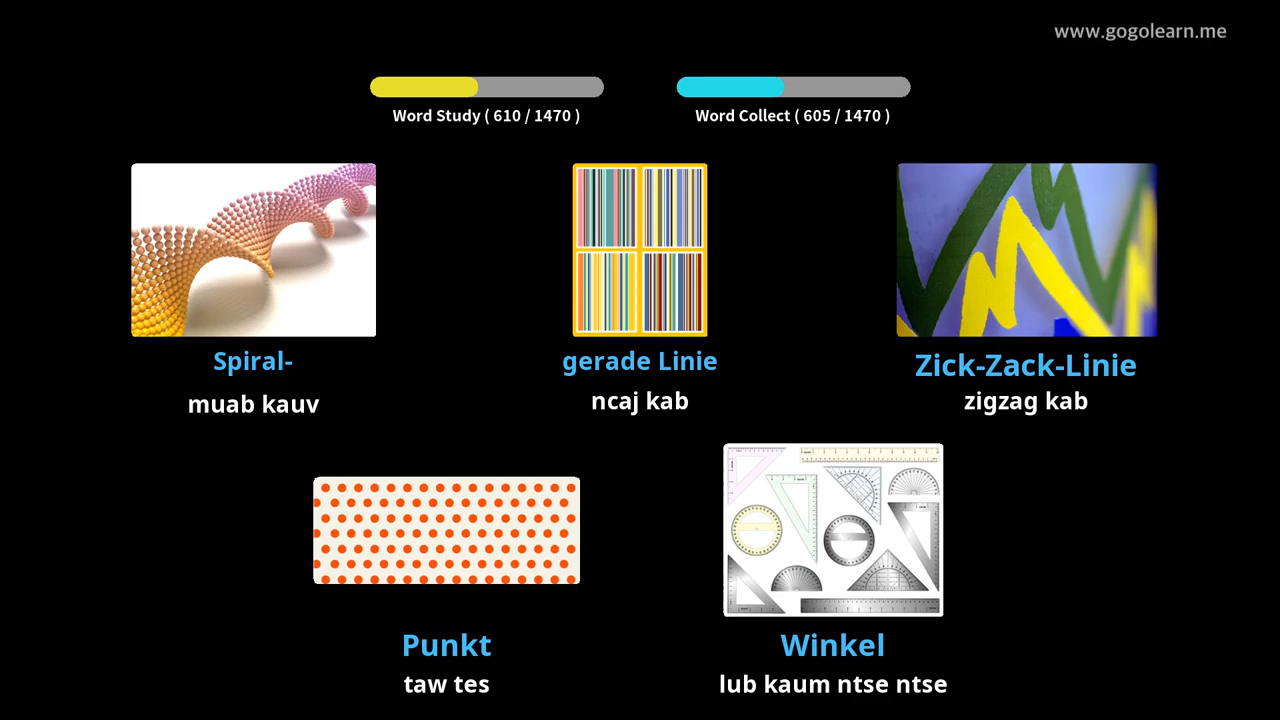 www.gogolearn.me
Word Study ( 610 / 1470 )
Word Collect ( 605 / 1470 )
Spiral-
muab kauv
gerade Linie
ncaj kab
Zick-Zack-Linie
zigzag kab
Punkt
taw tes
Winkel
lub kaum ntse ntse